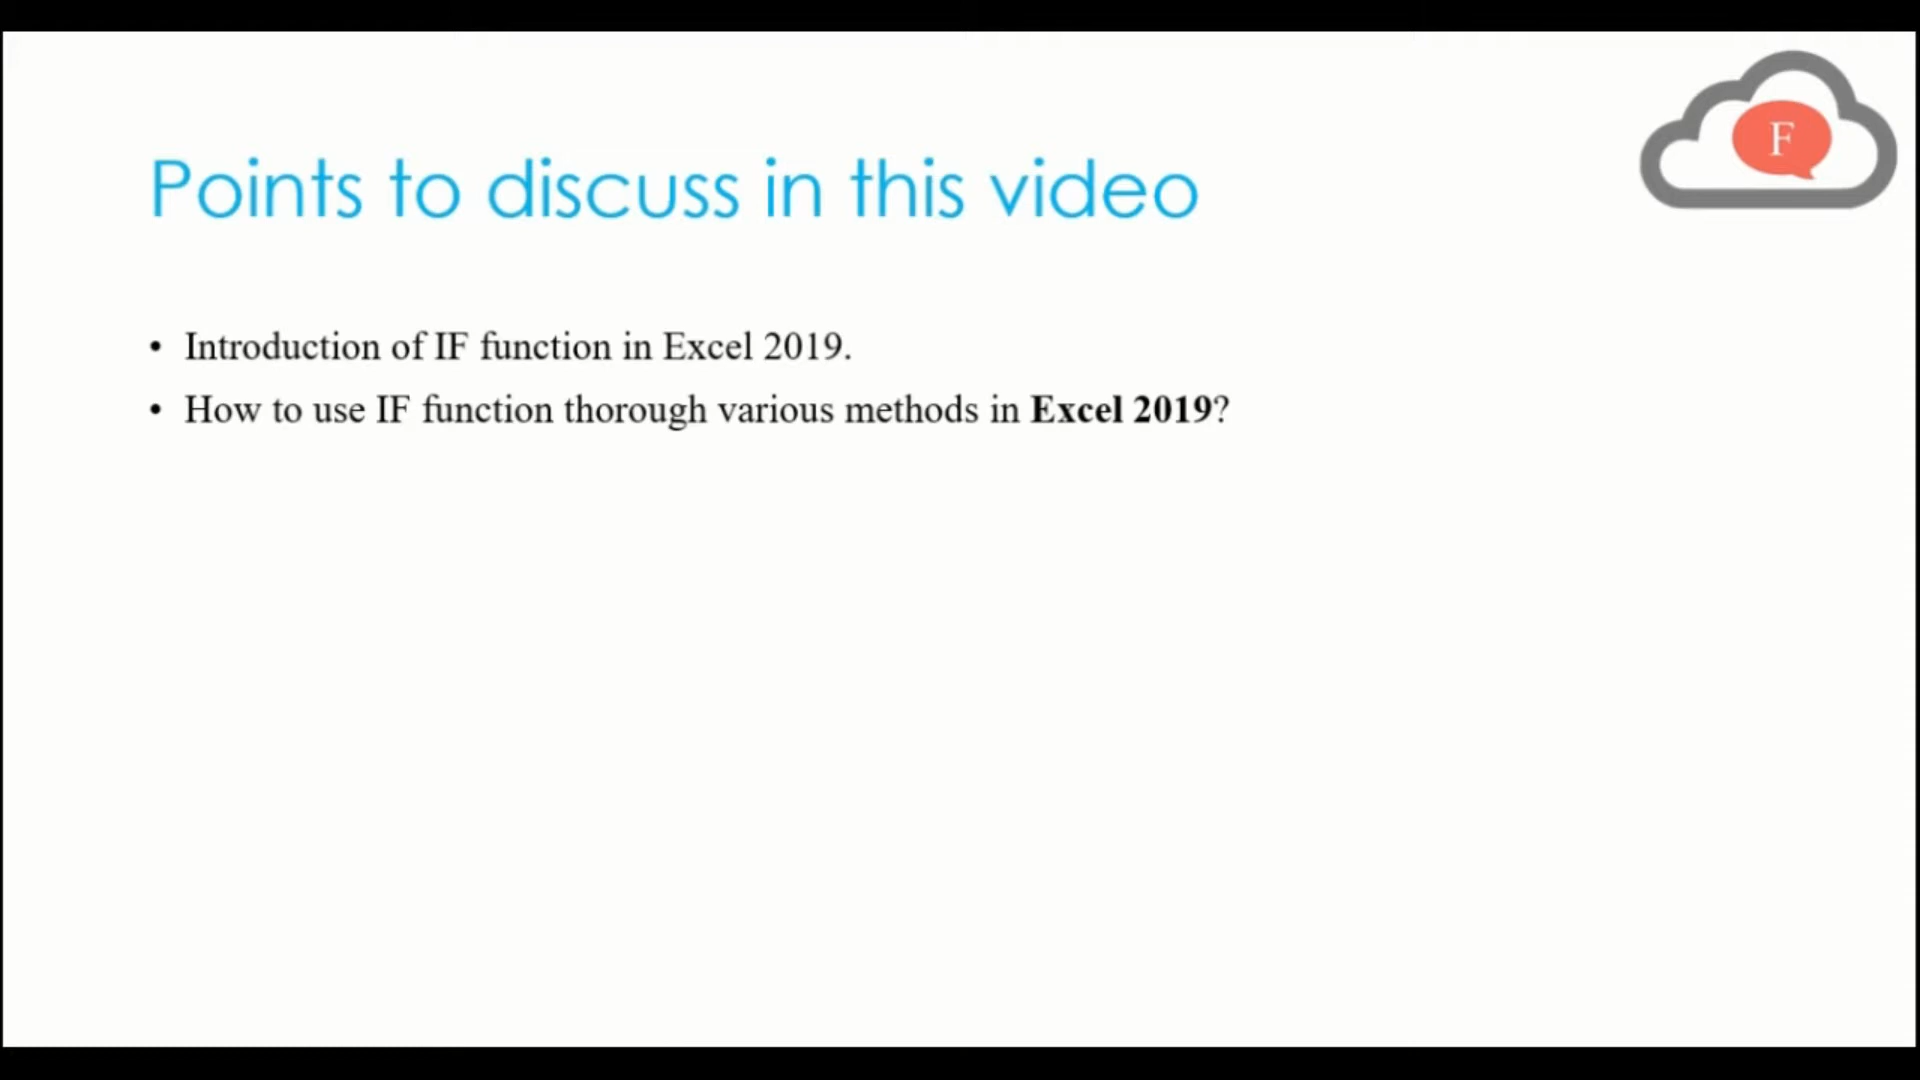 F
Points to discuss in this video
• Introduction of IF function in Excel 2019.
• How to use IF function thorough various methods in Excel 2019?